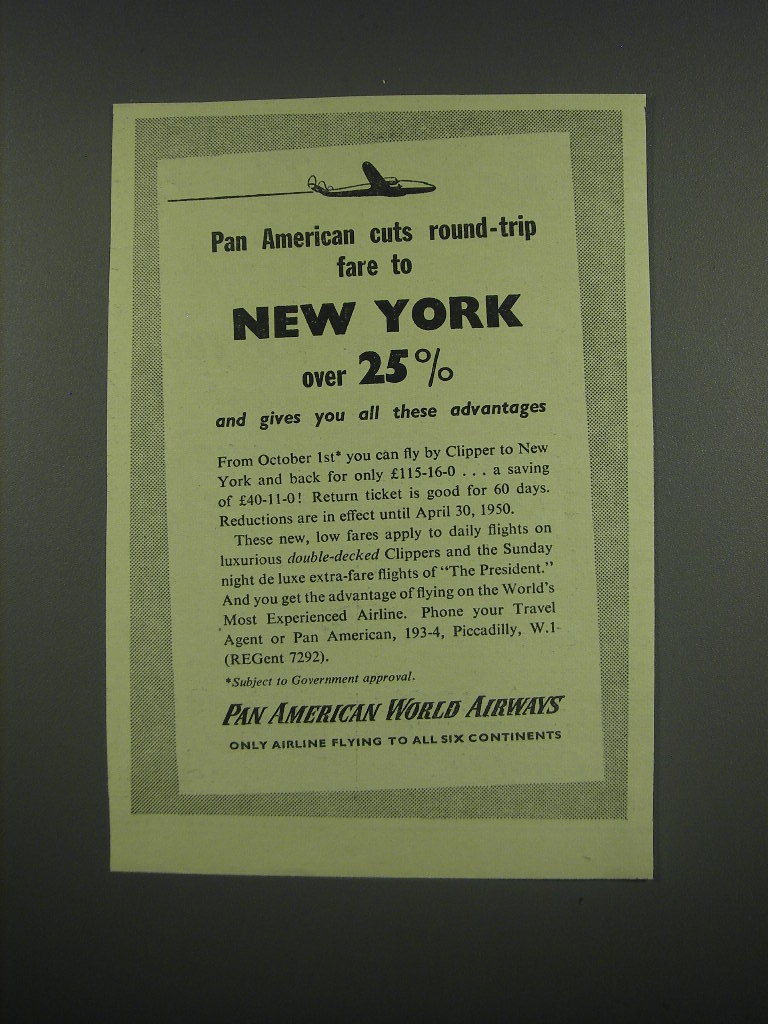 Pan American cuts round-trip
fare to
NEW YORK
over 25%
and gives you all these advantages
From October 1st* you can fly by Clipper to New
York and back for only £115-16-0 . . . a saving
of £40-11-0! Return ticket is good for 60 days.
Reductions are in effect until April 30, 1950.
These new, low fares apply to daily flights on
luxurious double-decked Clippers and the Sunday
night de luxe extra-fare flights of "The President."
And you get the advantage of flying on the World's
Most Experienced Airline. Phone your Travel
Agent or Pan American, 193-4, Piccadilly, W.1
(REGent 7292).
*Subject to Government approval.
PAN AMERICAN WORLD AIRWAYS
ONLY AIRLINE FLYING TO ALL SIX CONTINENTS